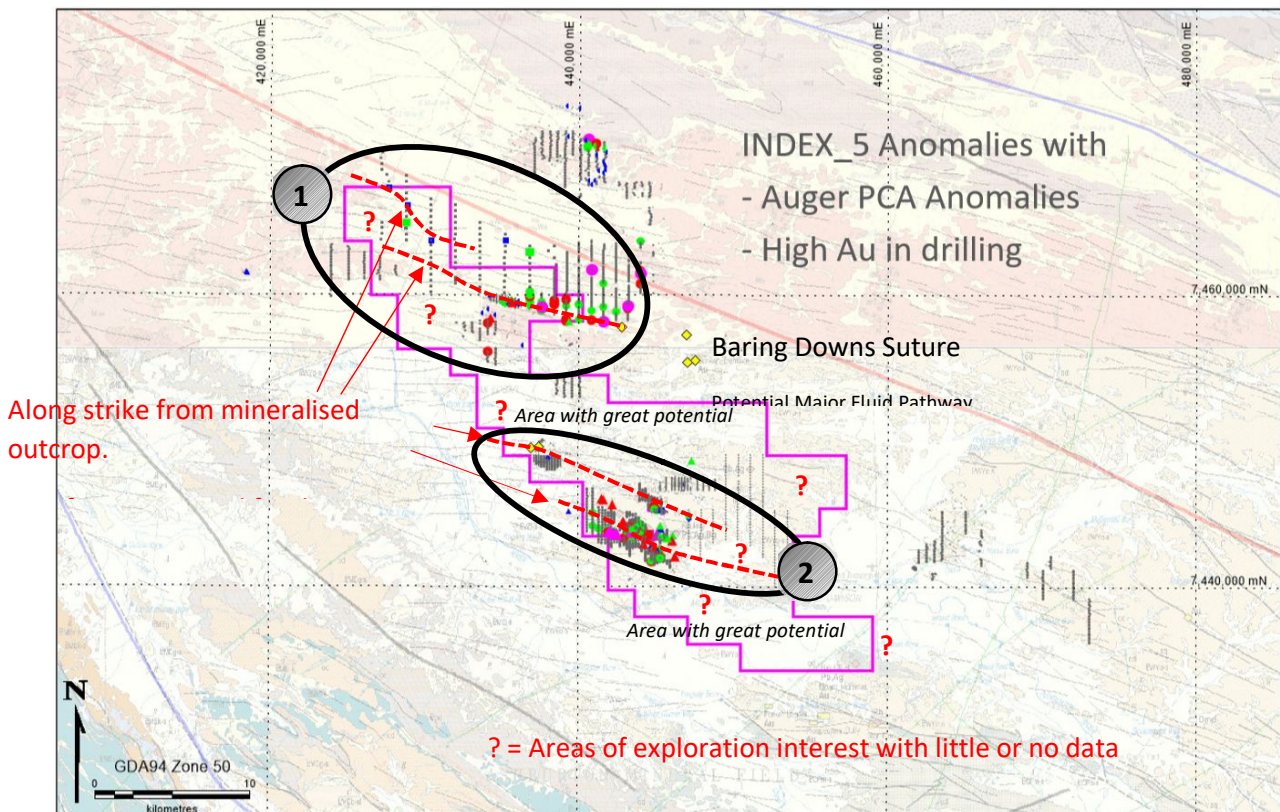 420,000 mE
440,000 mE
460,000 mE
480,000 mE
INDEX_5 Anomalies with
- Auger PCA Anomalies
- High Au in drilling
1
?
7,460,000 mN
?
Baring Downs Suture
Potential Major Fluid Pathway
Along strike from mineralised
outcrop.
?
Area with great potential
?
?
2
7,440,000 mN
?
Area with great potential
?
N
? = Areas of exploration interest with little or no data
GDA94 Zone 50
0
10
kilometres